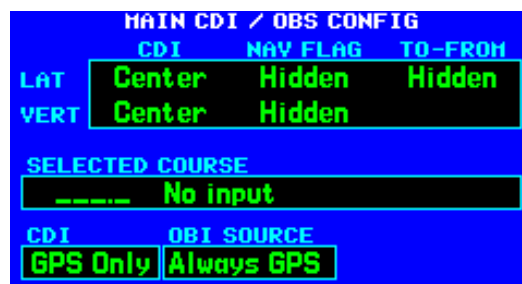 MAIN CDI / OBS CONFIG
CDI NAV FLAG TO-FROM
LAT Center Hidden Hidden
VERT Center Hidden
SELECTED COURSE
___._ No input
CDI OBI SOURCE
GPS Only Always GPS